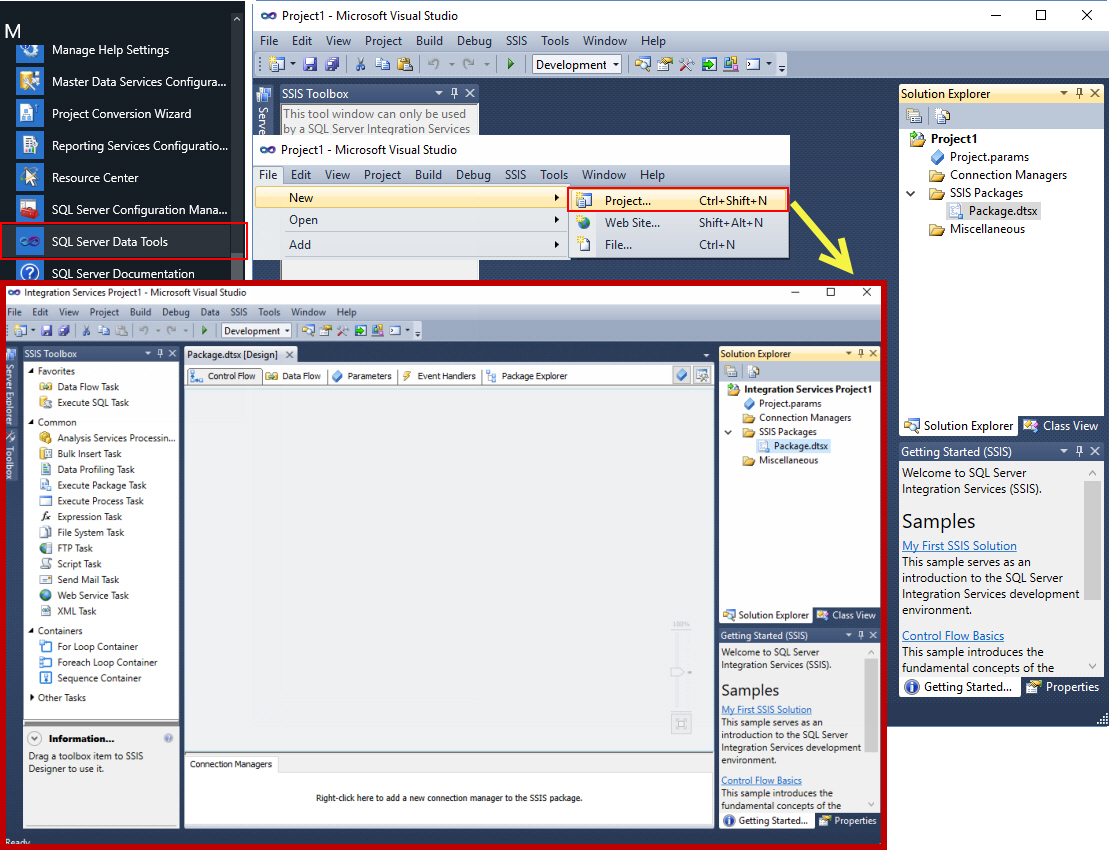 M
Manage Help Settings
Master Data Services Configura...
Project Conversion Wizard
Reporting Services Configuratio...
Resource Center
SQL Server Configuration Mana...
SQL Server Data Tools
SQL Server Documentation
Project1 - Microsoft Visual Studio
File Edit View Project Build Debug SSIS Tools Window Help
Development
Serve
SSIS Toolbox
This tool window can only be used
by a SQL Server Integration Services
Project1 - Microsoft Visual Studio
File Edit View Project Build Debug SSIS Tools Window Help
New
Open
Add
Project... Ctrl+Shift+N
Web Site... Shift+Alt+N
File... Ctrl+N
Solution Explorer
Project1
Project.params
Connection Managers
SSIS Packages
Package.dtsx
Miscellaneous
Solution Explorer Class View
Getting Started (SSIS)
Welcome to SQL Server
Integration Services (SSIS).
Samples
My First SSIS Solution
This sample serves as an
introduction to the SQL Server
Integration Services development
environment.
Control Flow Basics
This sample introduces the
fundamental concepts of the
Getting Started... Properties
Integration Services Project1 - Microsoft Visual Studio
File Edit View Project Build Debug Data SSIS Tools Window Help
Development
Server Explorer
Toolbox
SSIS Toolbox
Favorites
Data Flow Task
Execute SQL Task
Common
Analysis Services Processin...
Bulk Insert Task
Data Profiling Task
Execute Package Task
Execute Process Task
Expression Task
File System Task
FTP Task
Script Task
Send Mail Task
Web Service Task
XML Task
Containers
For Loop Container
Foreach Loop Container
Sequence Container
Other Tasks
Information...
Drag a toolbox item to SSIS
Designer to use it.
Package.dtsx [Design]
Control Flow Data Flow Parameters Event Handlers Package Explorer
100%
Connection Managers
Right-click here to add a new connection manager to the SSIS package.
Solution Explorer
Integration Services Project1
Project.params
Connection Managers
SSIS Packages
Package.dtsx
Miscellaneous
Solution Explorer Class View
Getting Started (SSIS)
Welcome to SQL Server
Integration Services (SSIS).
Samples
My First SSIS Solution
This sample serves as an
introduction to the SQL Server
Integration Services development
environment.
Control Flow Basics
This sample introduces the
fundamental concepts of the
Getting Started... Properties
Ready